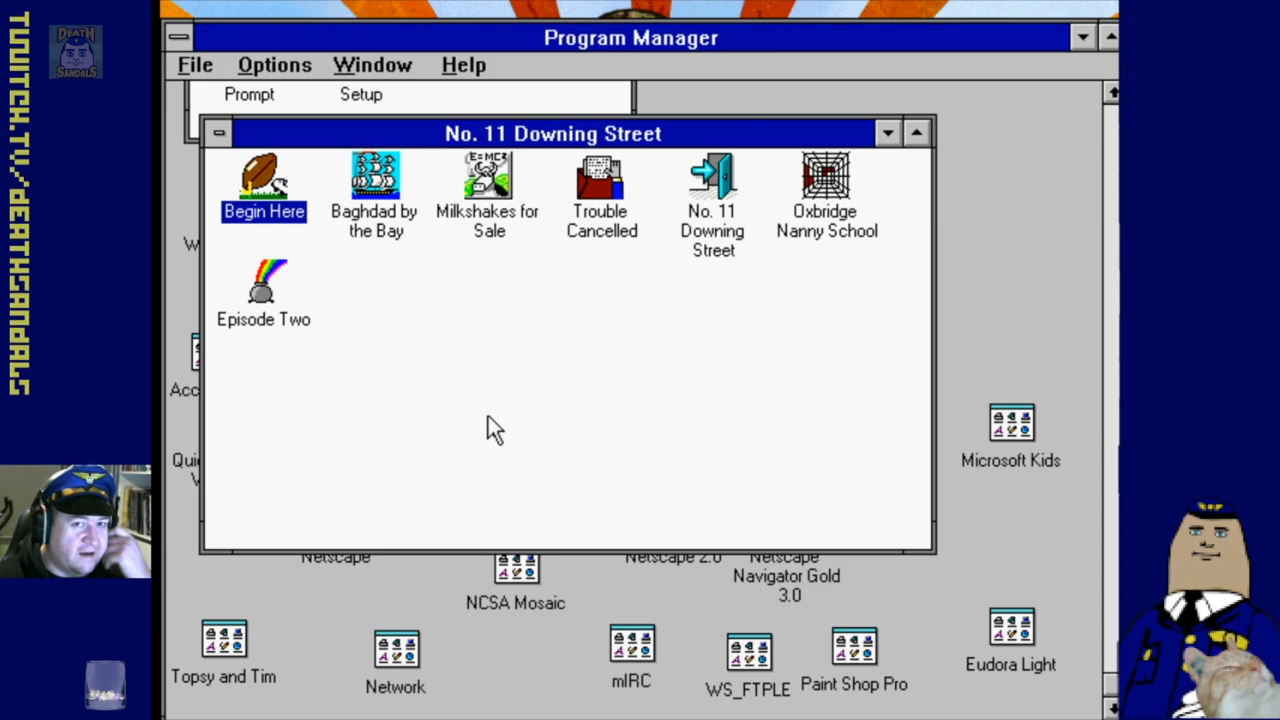 TWITCH.TV/DEATHSANDALS
DEATH
SANDALS
Program Manager
File Options Window Help
Prompt Setup
No. 11 Downing Street
E=MC2
Begin Here
Baghdad by
the Bay
Milkshakes for
Sale
Trouble
Cancelled
No. 11
Downing
Street
Oxbridge
Nanny School
W
Episode Two
Acc
Qui
Microsoft Kids
Netscape
NCSA Mosaic
Netscape 2.0
Netscape
Navigator Gold
3.0
Topsy and Tim
Network
mIRC
WS_FTPLE
Paint Shop Pro
Eudora Light